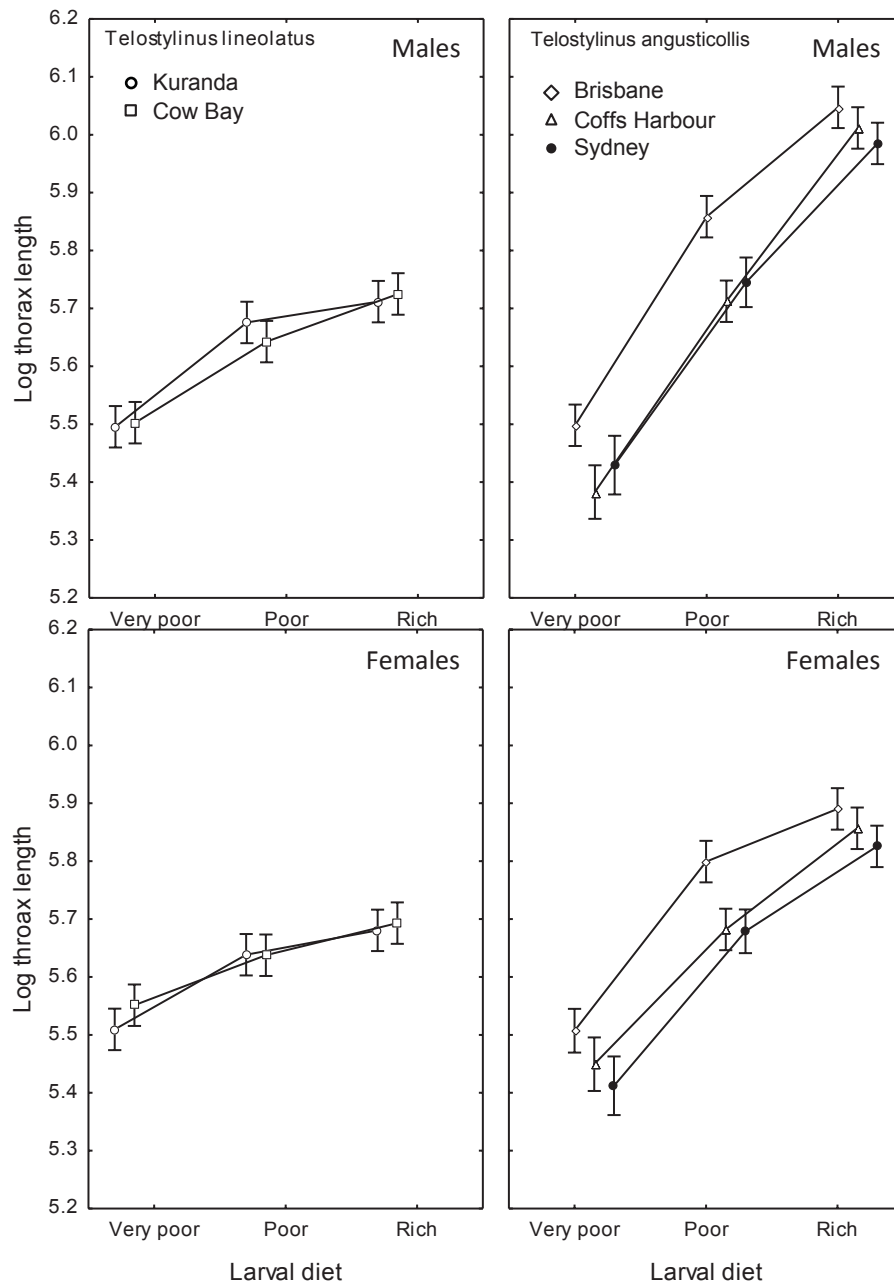 Telostylinus lineolatus
Males
Kuranda
Cow Bay
Telostylinus angusticollis
Males
Brisbane
Coffs Harbour
Sydney
Log thorax length
6.2
6.1
6.0
5.9
5.8
5.7
5.6
5.5
5.4
5.3
5.2
Very poor Poor Rich
Very poor Poor Rich
Females
Females
Log throax length
6.2
6.1
6.0
5.9
5.8
5.7
5.6
5.5
5.4
5.3
5.2
Very poor Poor Rich
Very poor Poor Rich
Larval diet
Larval diet